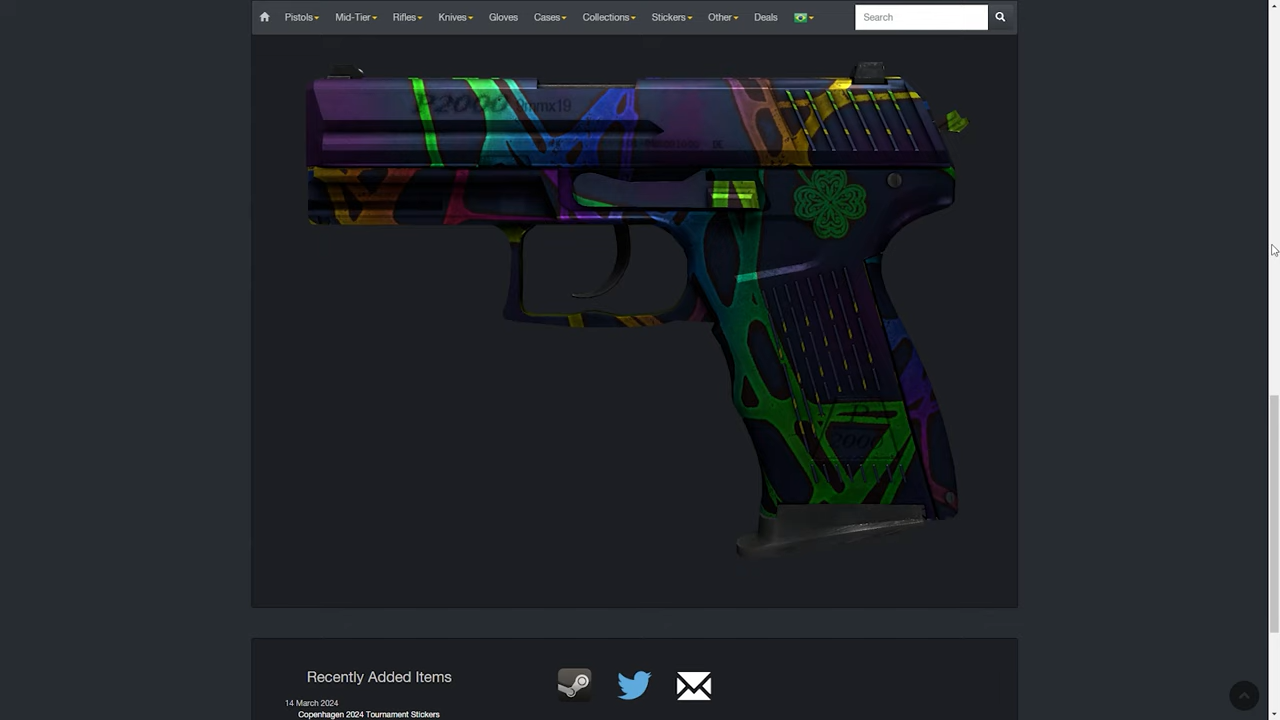 Pistols Mid-Tier Rifles Knives Gloves Cases Collections Stickers Other Deals Search
P2000 9mmx19
P
2000
Recently Added Items
14 March 2024
Copenhagen 2024 Tournament Stickers